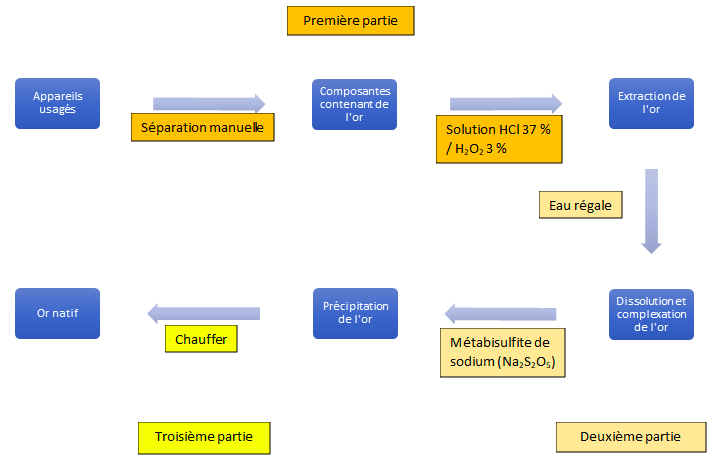 Première partie
Appareils
usagés
Séparation manuelle
Composantes
contenant de
l'or
Solution HCl 37 %
/ H₂O₂ 3 %
Extraction de
l'or
Eau régale
Dissolution et
complexation
de l'or
Métabisulfite de
sodium (Na₂S₂O₅)
Précipitation
de l'or
Chauffer
Or natif
Troisième partie
Deuxième partie